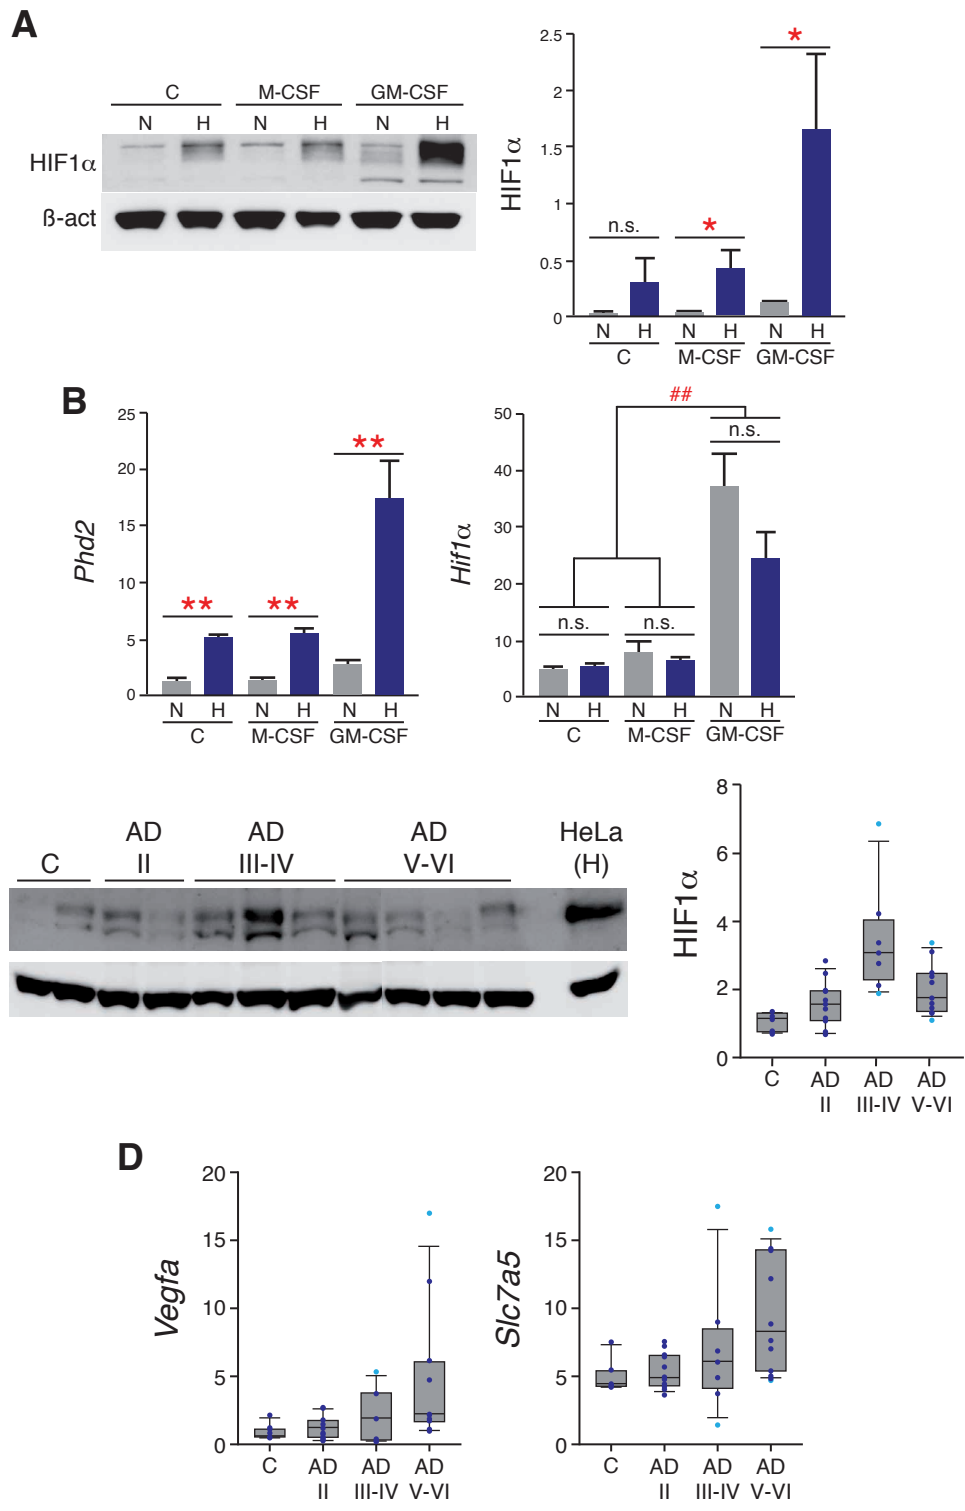 A
C M-CSF GM-CSF
N H N H N H
HIF1α
ß-act
HIF1α
2.5
2
1.5
1
0.5
0
n.s.
*
*
N H N H N H
C M-CSF GM-CSF
B
Phd2
25
20
15
10
5
0
**
**
**
N H N H N H
C M-CSF GM-CSF
Hif1α
50
40
30
20
10
0
##
n.s.
n.s.
n.s.
N H N H N H
C M-CSF GM-CSF
C AD II AD III-IV AD V-VI HeLa (H)
HIF1α
8
6
4
2
0
C AD AD AD
II III-IV V-VI
D
Vegfa
20
15
10
5
0
C AD AD AD
II III-IV V-VI
Slc7a5
20
15
10
5
0
C AD AD AD
II III-IV V-VI